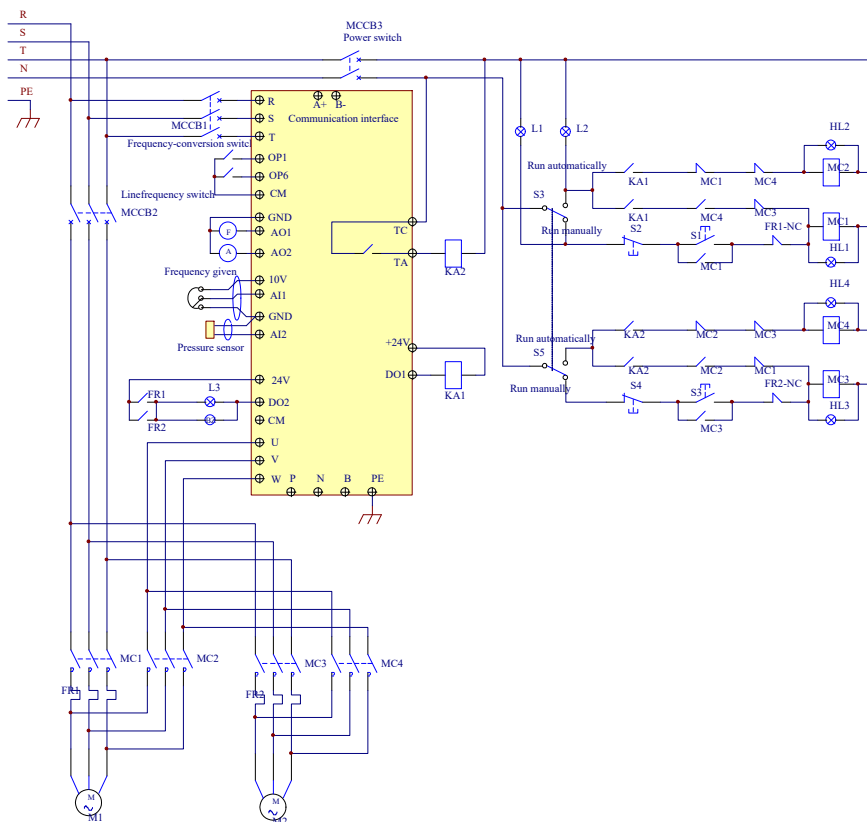 R
S
T
N
PE
MCCB3
Power switch
A+
B-
Communication interface
R
S
T
MCCB1
Frequency-conversion switch
OP1
OP6
CM
Linefrequency switch
MCCB2
GND
AO1
AO2
F
A
Frequency given
10V
AI1
GND
AI2
Pressure sensor
24V
DO2
CM
FR1
FR2
L3
U
V
W
P
N
B
PE
TC
TA
KA2
+24V
DO1
KA1
L1
L2
HL2
Run automatically
KA1
MC1
MC4
MC2
S3
KA1
MC4
MC3
MC1
Run manually
S2
S1
FR1-NC
MC1
HL1
HL4
Run automatically
KA2
MC2
MC3
MC4
S5
KA2
MC2
MC1
MC3
Run manually
S4
S3
FR2-NC
MC3
HL3
MC1
MC2
MC3
MC4
FR1
FR2
M
M1
M
M2